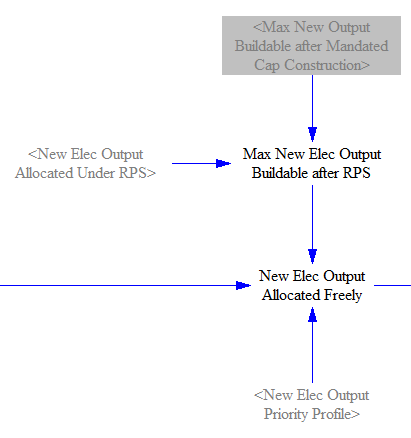 <Max New Output
Buildable after Mandated
Cap Construction>
<New Elec Output
Allocated Under RPS>
Max New Elec Output
Buildable after RPS
New Elec Output
Allocated Freely
<New Elec Output
Priority Profile>